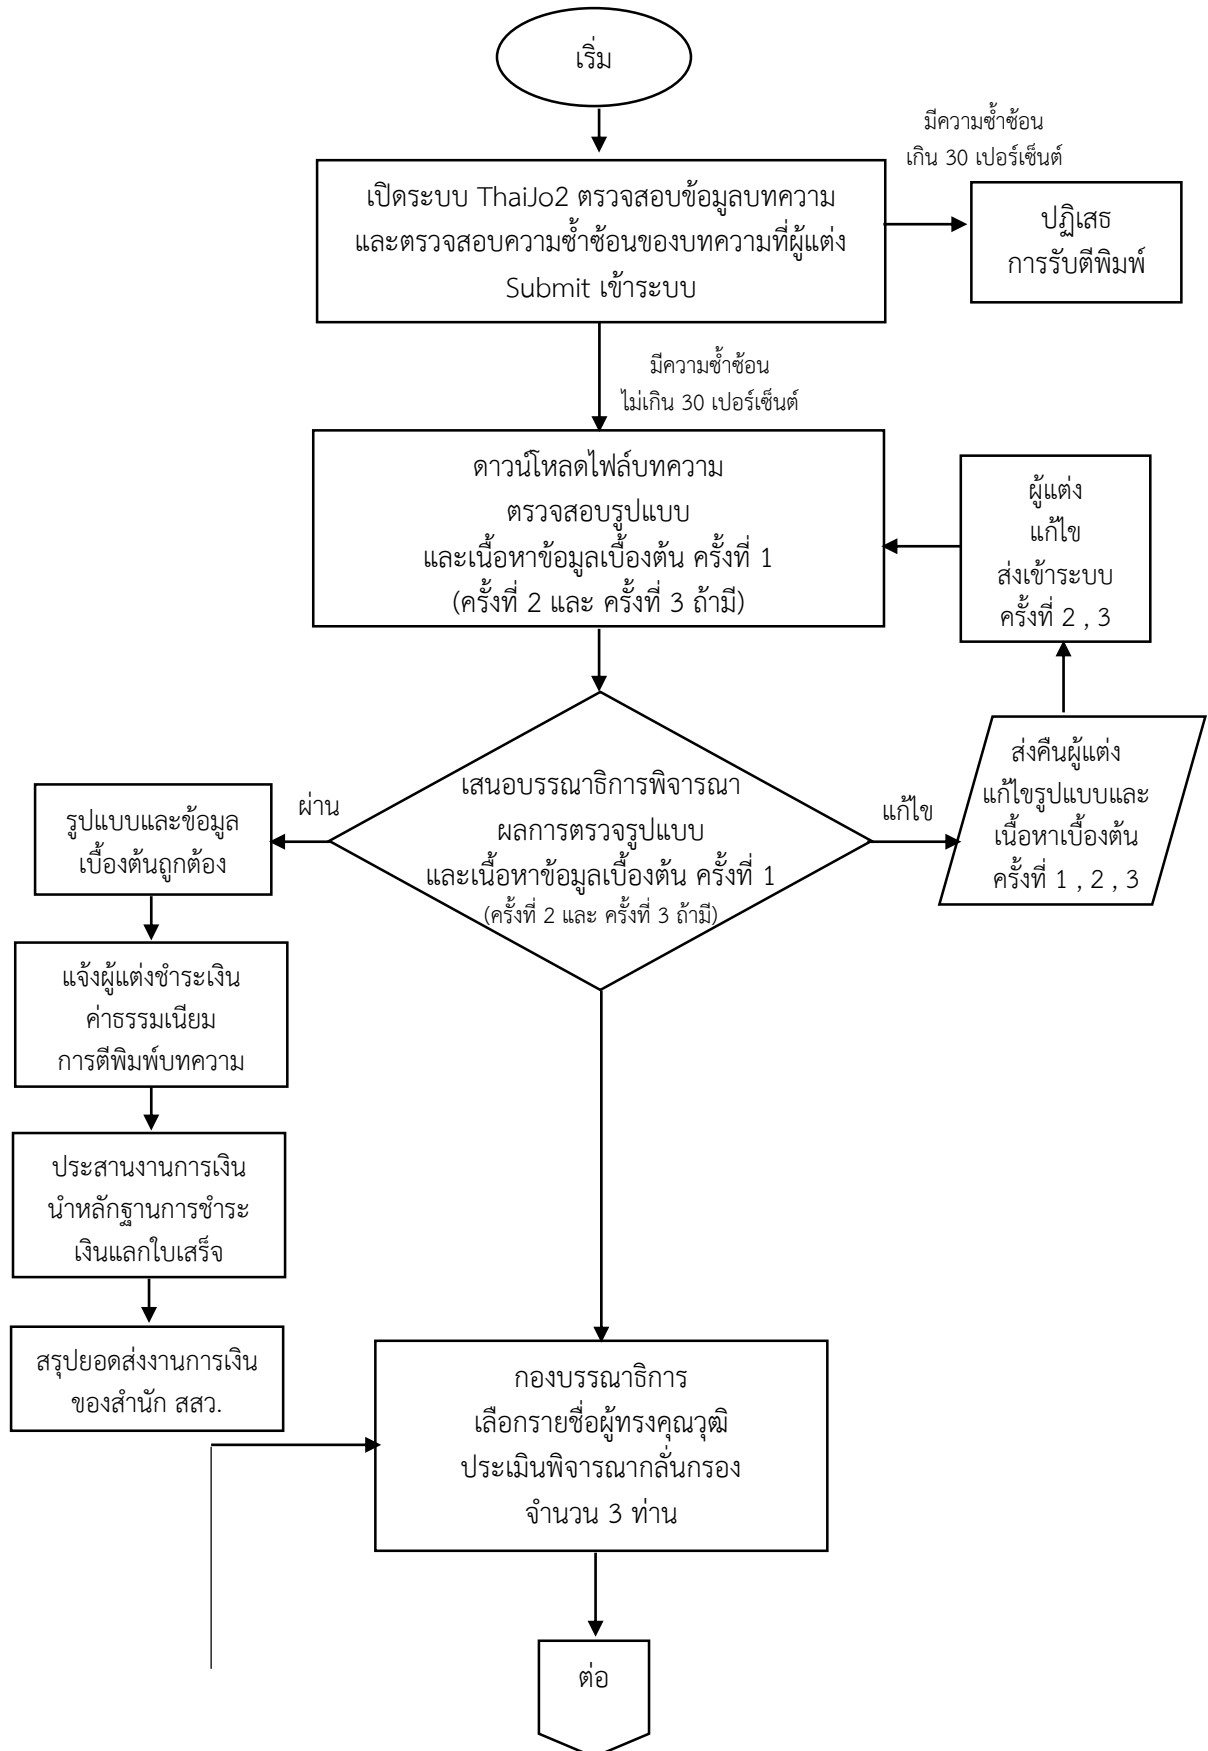 เริ่ม
มีความซ้ำซ้อน
เกิน 30 เปอร์เซ็นต์
เปิดระบบ ThaiJo2 ตรวจสอบข้อมูลบทความ
และตรวจสอบความซ้ำซ้อนของบทความที่ผู้แต่ง
Submit เข้าระบบ
ปฏิเสธ
การรับตีพิมพ์
มีความซ้ำซ้อน
ไม่เกิน 30 เปอร์เซ็นต์
ดาวน์โหลดไฟล์บทความ
ตรวจสอบรูปแบบ
และเนื้อหาข้อมูลเบื้องต้น ครั้งที่ 1
(ครั้งที่ 2 และ ครั้งที่ 3 ถ้ามี)
ผู้แต่ง
แก้ไข
ส่งเข้าระบบ
ครั้งที่ 2 , 3
เสนอบรรณาธิการพิจารณา
ผลการตรวจรูปแบบ
และเนื้อหาข้อมูลเบื้องต้น ครั้งที่ 1
(ครั้งที่ 2 และ ครั้งที่ 3 ถ้ามี)
แก้ไข
ส่งคืนผู้แต่ง
แก้ไขรูปแบบและ
เนื้อหาเบื้องต้น
ครั้งที่ 1 , 2 , 3
ผ่าน
รูปแบบและข้อมูล
เบื้องต้นถูกต้อง
แจ้งผู้แต่งชำระเงิน
ค่าธรรมเนียม
การตีพิมพ์บทความ
ประสานงานการเงิน
นำหลักฐานการชำระ
เงินแลกใบเสร็จ
สรุปยอดส่งงานการเงิน
ของสำนัก สสว.
กองบรรณาธิการ
เลือกรายชื่อผู้ทรงคุณวุฒิ
ประเมินพิจารณากลั่นกรอง
จำนวน 3 ท่าน
ต่อ